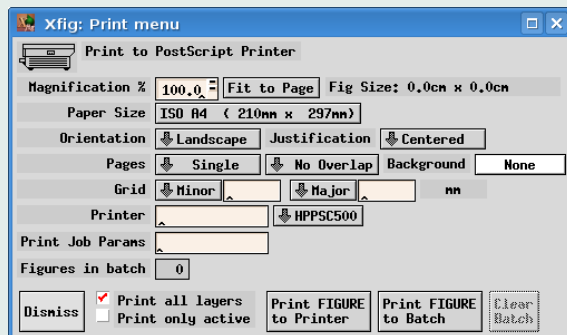 Xfig: Print menu
Print to PostScript Printer
Magnification % 100.0 Fit to Page Fig Size: 0.0cm x 0.0cm
Paper Size ISO A4 ( 210mm x 297mm)
Orientation Landscape Justification Centered
Pages Single No Overlap Background None
Grid Minor Major mm
Printer HPPSC500
Print Job Params
Figures in batch 0
Dismiss
Print all layers
Print only active
Print FIGURE
to Printer
Print FIGURE
to Batch
Clear
Batch